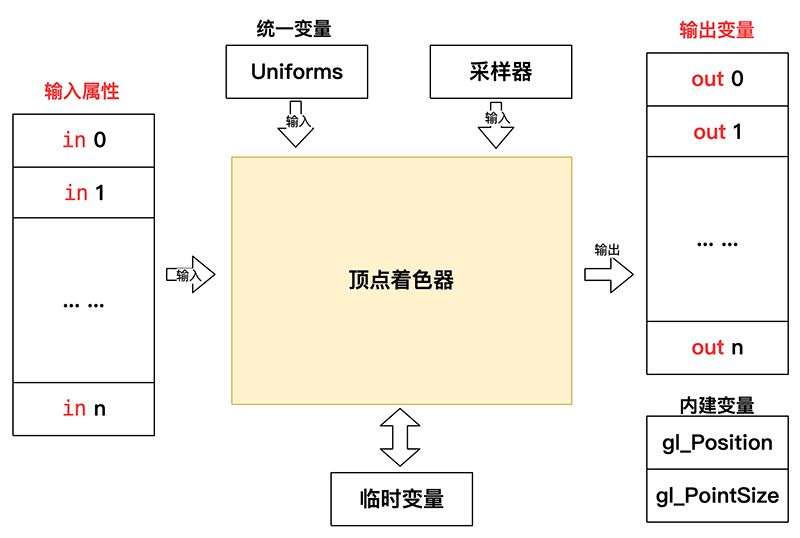 统一变量
Uniforms
采样器
输入
输入
输入属性
in 0
in 1
... ...
in n
输入
顶点着色器
临时变量
输出
输出变量
out 0
out 1
... ...
out n
内建变量
gl_Position
gl_PointSize